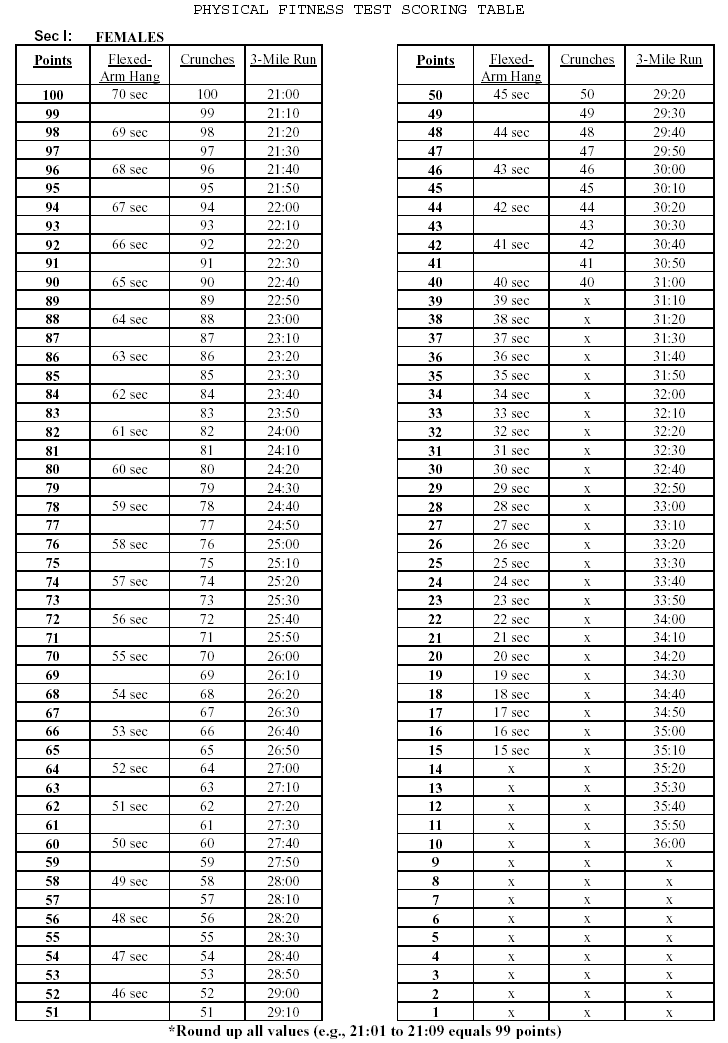 PHYSICAL FITNESS TEST SCORING TABLE
Sec I: FEMALES
Points Flexed-Arm Hang Crunches 3-Mile Run
100 70 sec 100 21:00
99 99 21:10
98 69 sec 98 21:20
97 97 21:30
96 68 sec 96 21:40
95 95 21:50
94 67 sec 94 22:00
93 93 22:10
92 66 sec 92 22:20
91 91 22:30
90 65 sec 90 22:40
89 89 22:50
88 64 sec 88 23:00
87 87 23:10
86 63 sec 86 23:20
85 85 23:30
84 62 sec 84 23:40
83 83 23:50
82 61 sec 82 24:00
81 81 24:10
80 60 sec 80 24:20
79 79 24:30
78 59 sec 78 24:40
77 77 24:50
76 58 sec 76 25:00
75 75 25:10
74 57 sec 74 25:20
73 73 25:30
72 56 sec 72 25:40
71 71 25:50
70 55 sec 70 26:00
69 69 26:10
68 54 sec 68 26:20
67 67 26:30
66 53 sec 66 26:40
65 65 26:50
64 52 sec 64 27:00
63 63 27:10
62 51 sec 62 27:20
61 61 27:30
60 50 sec 60 27:40
59 59 27:50
58 49 sec 58 28:00
57 57 28:10
56 48 sec 56 28:20
55 55 28:30
54 47 sec 54 28:40
53 53 28:50
52 46 sec 52 29:00
51 51 29:10
Points Flexed-Arm Hang Crunches 3-Mile Run
50 45 sec 50 29:20
49 49 29:30
48 44 sec 48 29:40
47 47 29:50
46 43 sec 46 30:00
45 45 30:10
44 42 sec 44 30:20
43 43 30:30
42 41 sec 42 30:40
41 41 30:50
40 40 sec 40 31:00
39 39 sec x 31:10
38 38 sec x 31:20
37 37 sec x 31:30
36 36 sec x 31:40
35 35 sec x 31:50
34 34 sec x 32:00
33 33 sec x 32:10
32 32 sec x 32:20
31 31 sec x 32:30
30 30 sec x 32:40
29 29 sec x 32:50
28 28 sec x 33:00
27 27 sec x 33:10
26 26 sec x 33:20
25 25 sec x 33:30
24 24 sec x 33:40
23 23 sec x 33:50
22 22 sec x 34:00
21 21 sec x 34:10
20 20 sec x 34:20
19 19 sec x 34:30
18 18 sec x 34:40
17 17 sec x 34:50
16 16 sec x 35:00
15 15 sec x 35:10
14 x x 35:20
13 x x 35:30
12 x x 35:40
11 x x 35:50
10 x x 36:00
9 x x x
8 x x x
7 x x x
6 x x x
5 x x x
4 x x x
3 x x x
2 x x x
1 x x x
*Round up all values (e.g., 21:01 to 21:09 equals 99 points)